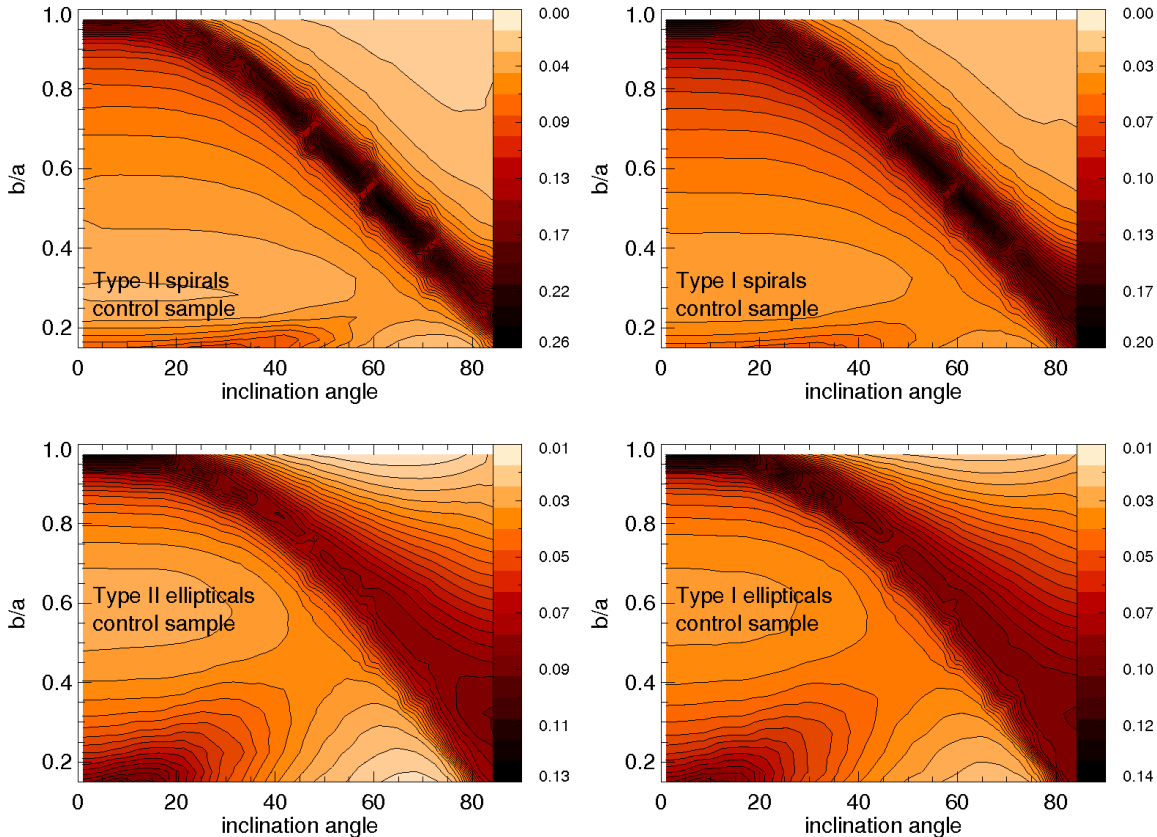 1.0
0.8
0.6
0.4
0.2
b/a
Type II spirals
control sample
0 20 40 60 80
inclination angle
0.00
0.04
0.09
0.13
0.17
0.22
0.26
1.0
0.8
0.6
0.4
0.2
b/a
Type I spirals
control sample
0 20 40 60 80
inclination angle
0.00
0.03
0.07
0.10
0.13
0.17
0.20
1.0
0.8
0.6
0.4
0.2
b/a
Type II ellipticals
control sample
0 20 40 60 80
inclination angle
0.01
0.03
0.05
0.07
0.09
0.11
0.13
1.0
0.8
0.6
0.4
0.2
b/a
Type I ellipticals
control sample
0 20 40 60 80
inclination angle
0.01
0.03
0.05
0.07
0.10
0.12
0.14